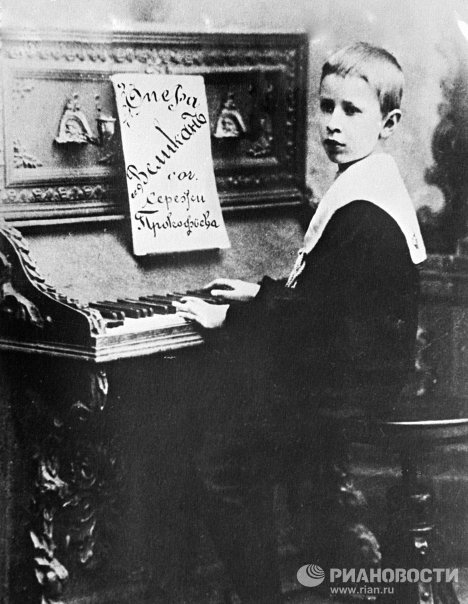 Опера
„Великанъ
соч.
Сережи
Прокофьева
РИАНОВОСТИ
www.rian.ru